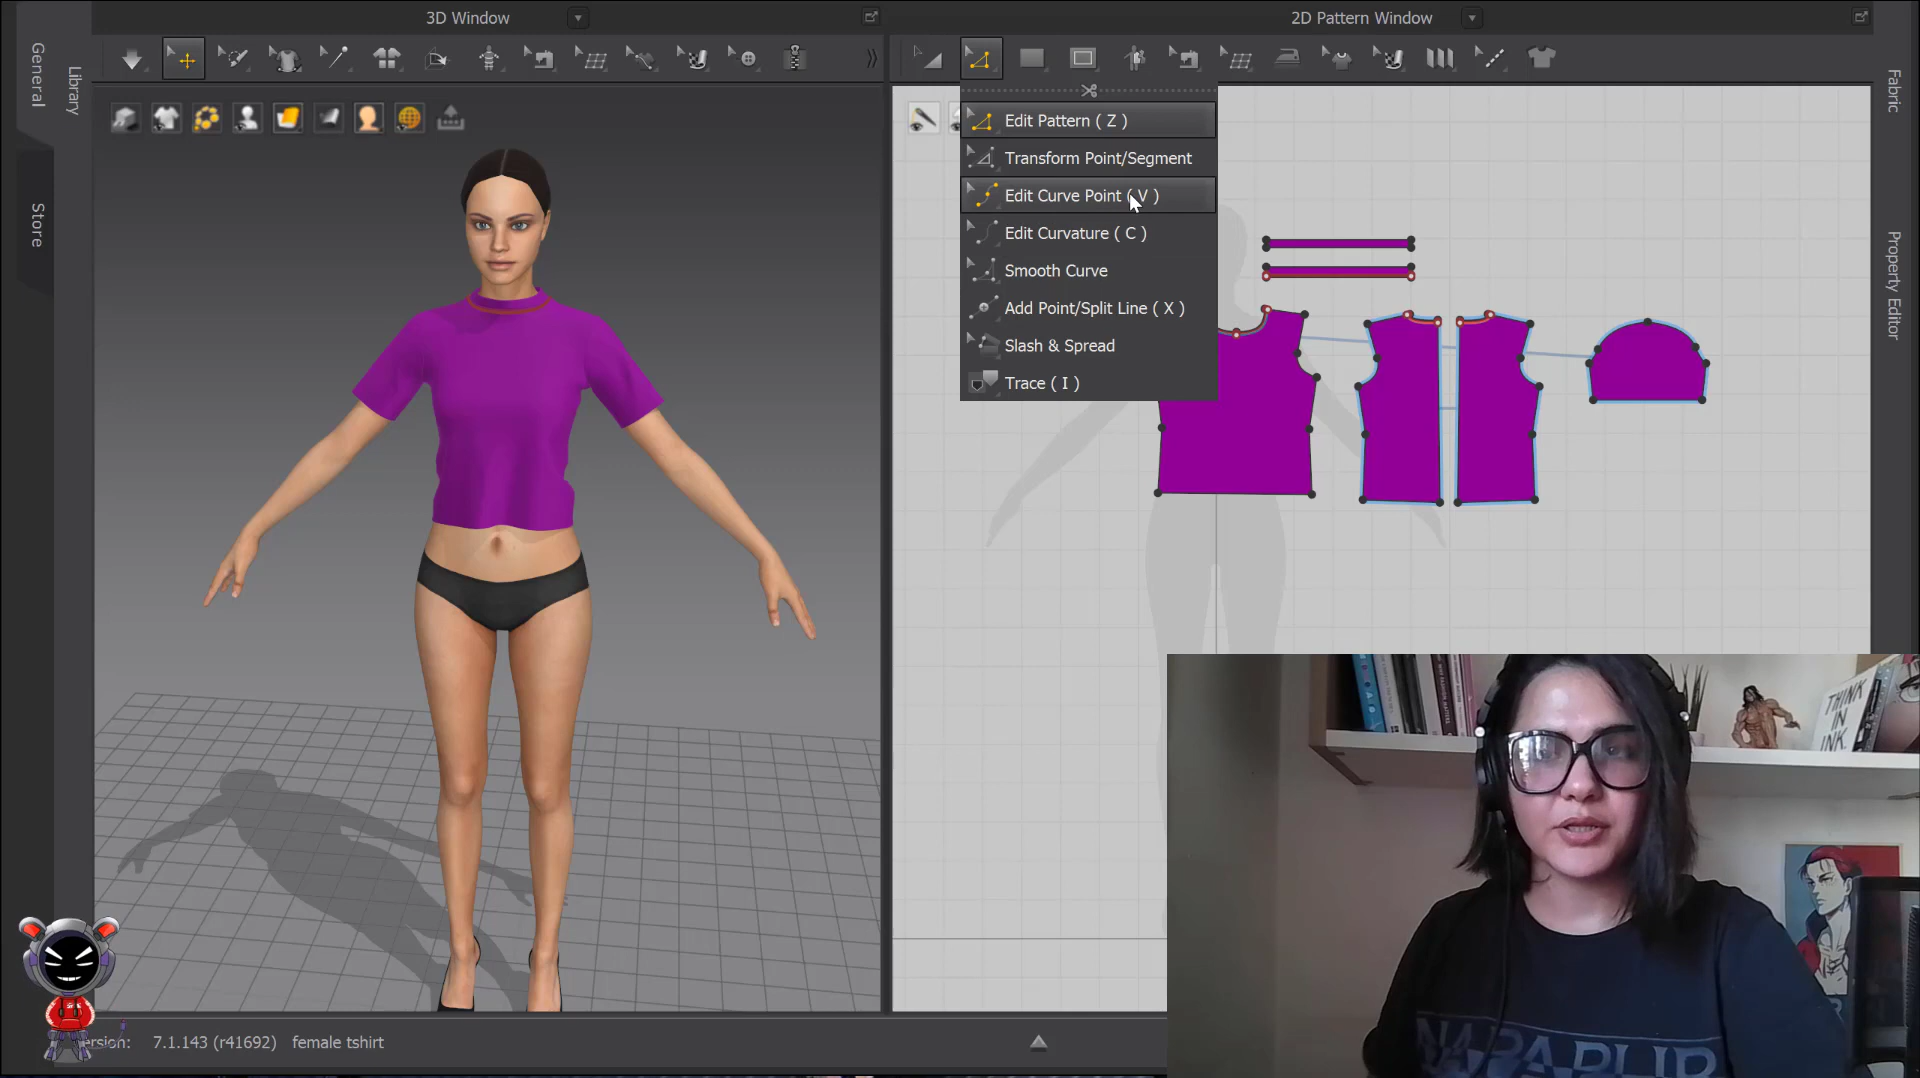 3D Window
2D Pattern Window
General
Library
Store
Fabric
Property Editor
Edit Pattern ( Z )
Transform Point/Segment
Edit Curve Point ( V )
Edit Curvature ( C )
Smooth Curve
Add Point/Split Line ( X )
Slash & Spread
Trace ( I )
THINK
IN
INK.
ersion: 7.1.143 (r41692) female tshirt